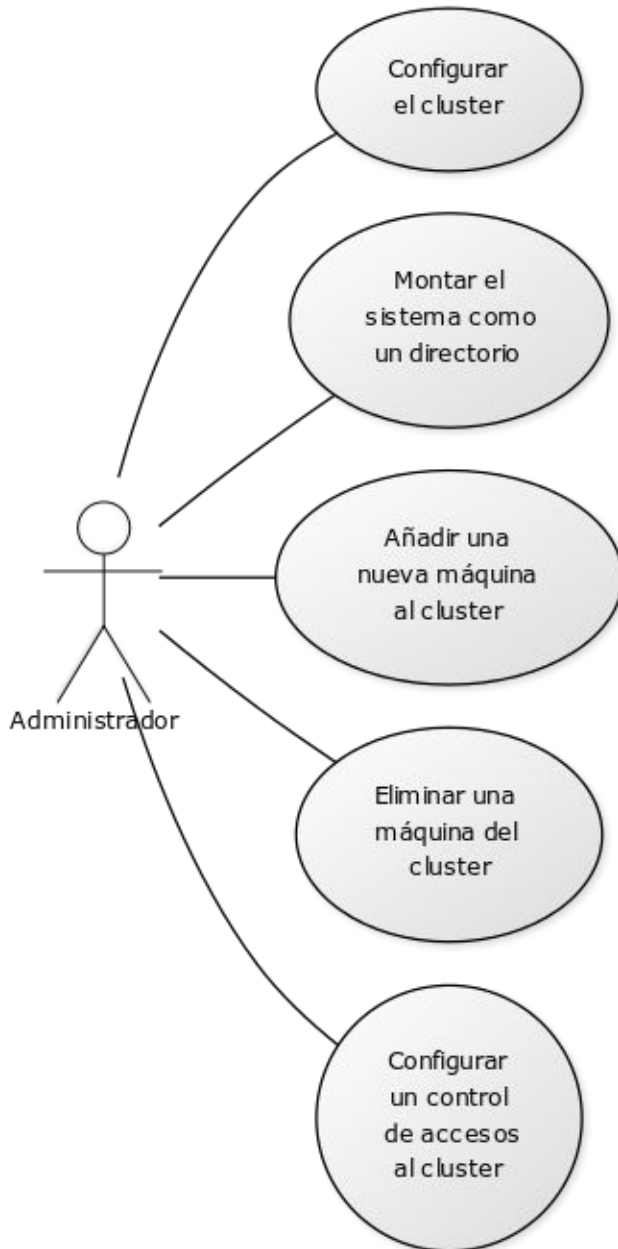 Configurar
el cluster
Montar el
sistema como
un directorio
Añadir una
nueva máquina
al cluster
Administrador
Eliminar una
máquina del
cluster
Configurar
un control
de accesos
al cluster